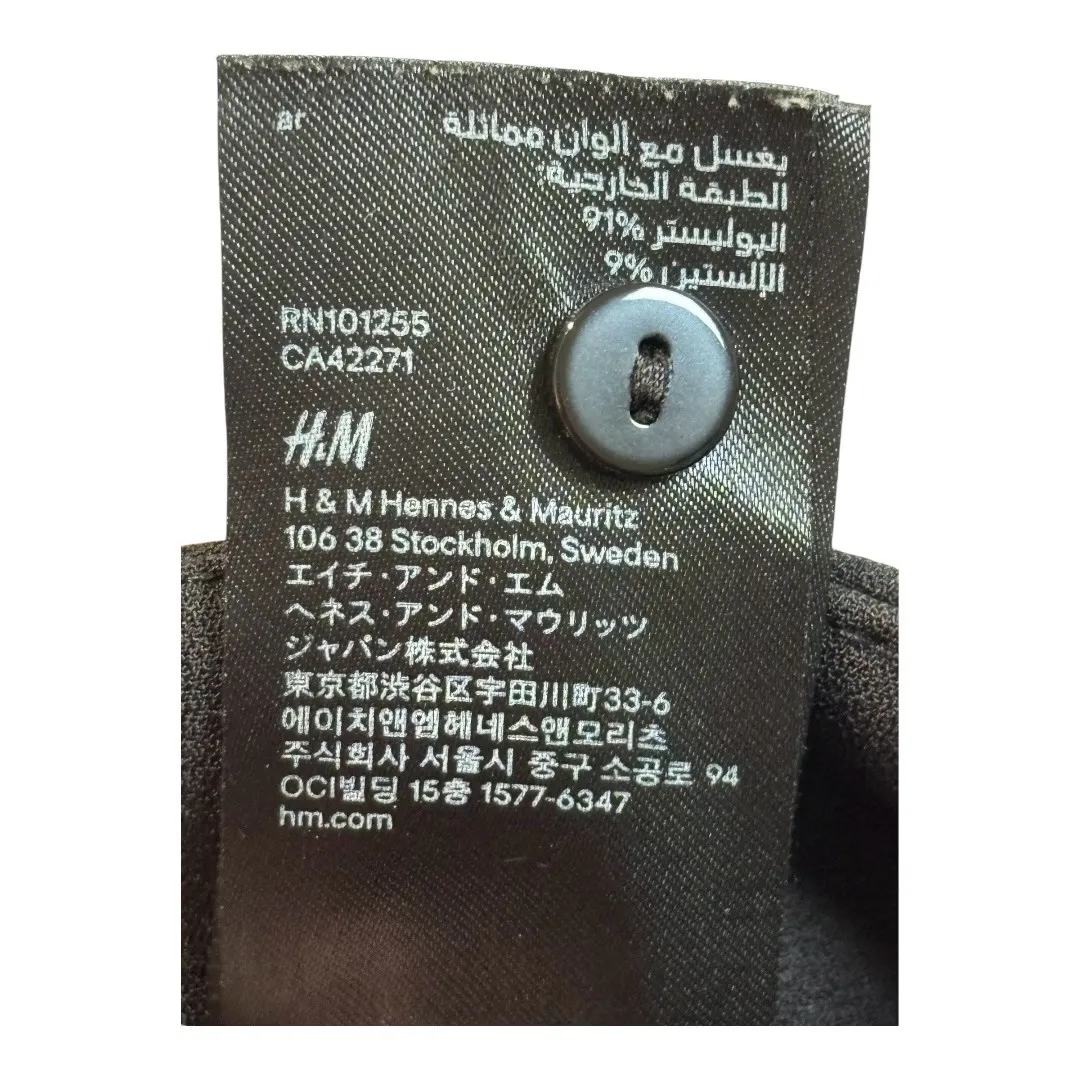 ar
يغسل مع ألوان مماثلة
الطبقة الخارجية:
البوليستر 91%
الإلستين 9%
RN101255
CA42271
H&M
H & M Hennes & Mauritz
106 38 Stockholm, Sweden
エイチ・アンド・エム
ヘネス・アンド・マウリッツ
ジャパン株式会社
東京都渋谷区宇田川町33-6
에이치앤엠헤네스앤모리츠
주식회사 서울시 중구 소공로 94
OCI빌딩 15층 1577-6347
hm.com